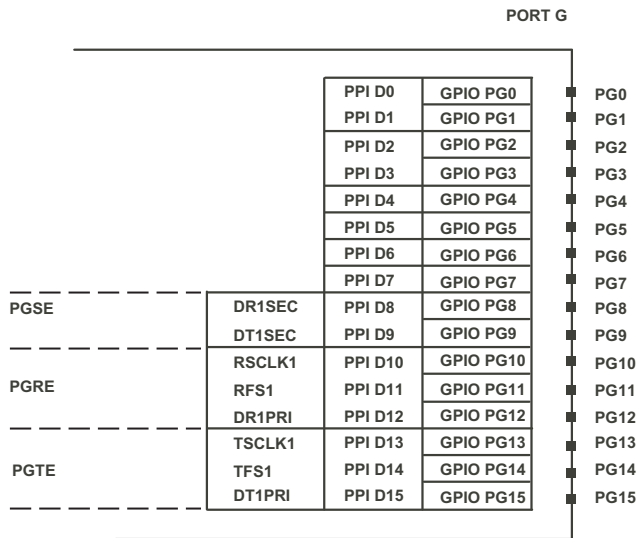 PORT G
PPI D0 GPIO PG0 PG0
PPI D1 GPIO PG1 PG1
PPI D2 GPIO PG2 PG2
PPI D3 GPIO PG3 PG3
PPI D4 GPIO PG4 PG4
PPI D5 GPIO PG5 PG5
PPI D6 GPIO PG6 PG6
PPI D7 GPIO PG7 PG7
PGSE DR1SEC PPI D8 GPIO PG8 PG8
DT1SEC PPI D9 GPIO PG9 PG9
RSCLK1 PPI D10 GPIO PG10 PG10
PGRE RFS1 PPI D11 GPIO PG11 PG11
DR1PRI PPI D12 GPIO PG12 PG12
TSCLK1 PPI D13 GPIO PG13 PG13
PGTE TFS1 PPI D14 GPIO PG14 PG14
DT1PRI PPI D15 GPIO PG15 PG15